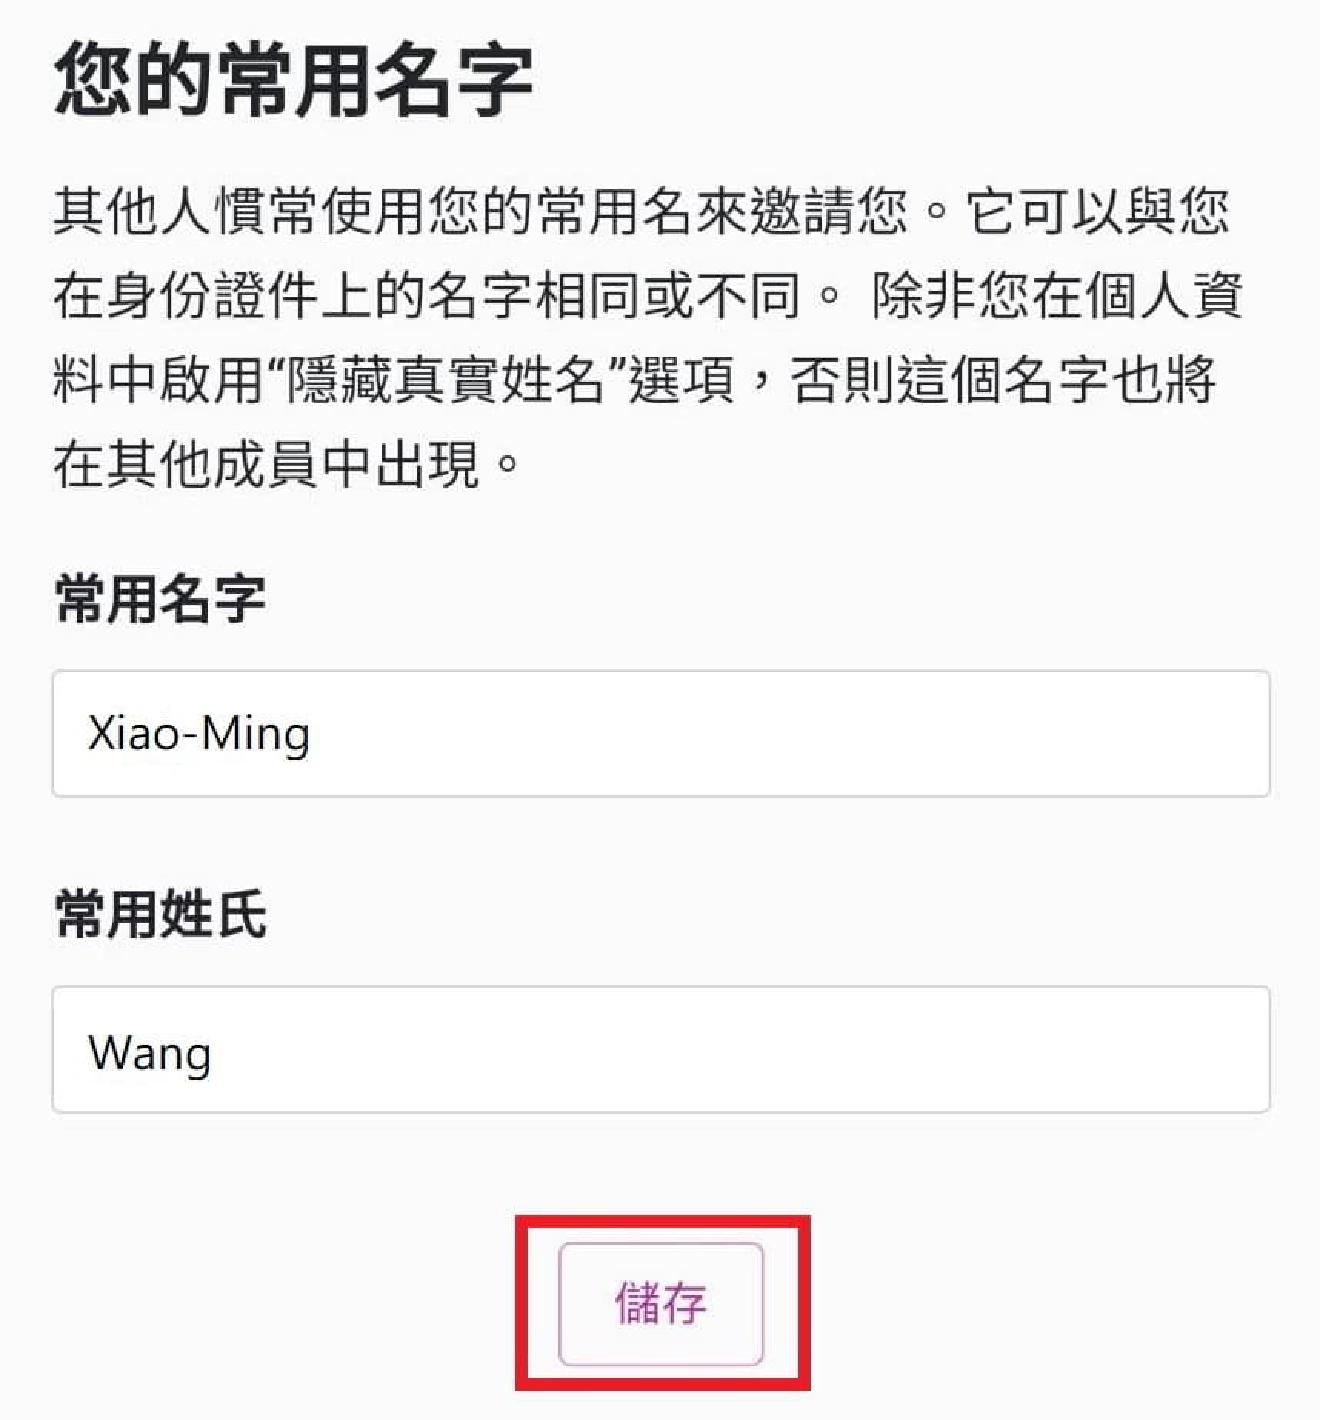 您的常用名字
其他人慣常使用您的常用名來邀請您。它可以與您
在身份證件上的名字相同或不同。 除非您在個人資
料中啟用“隱藏真實姓名”選項，否則這個名字也將
在其他成員中出現。
常用名字
Xiao-Ming
常用姓氏
Wang
儲存